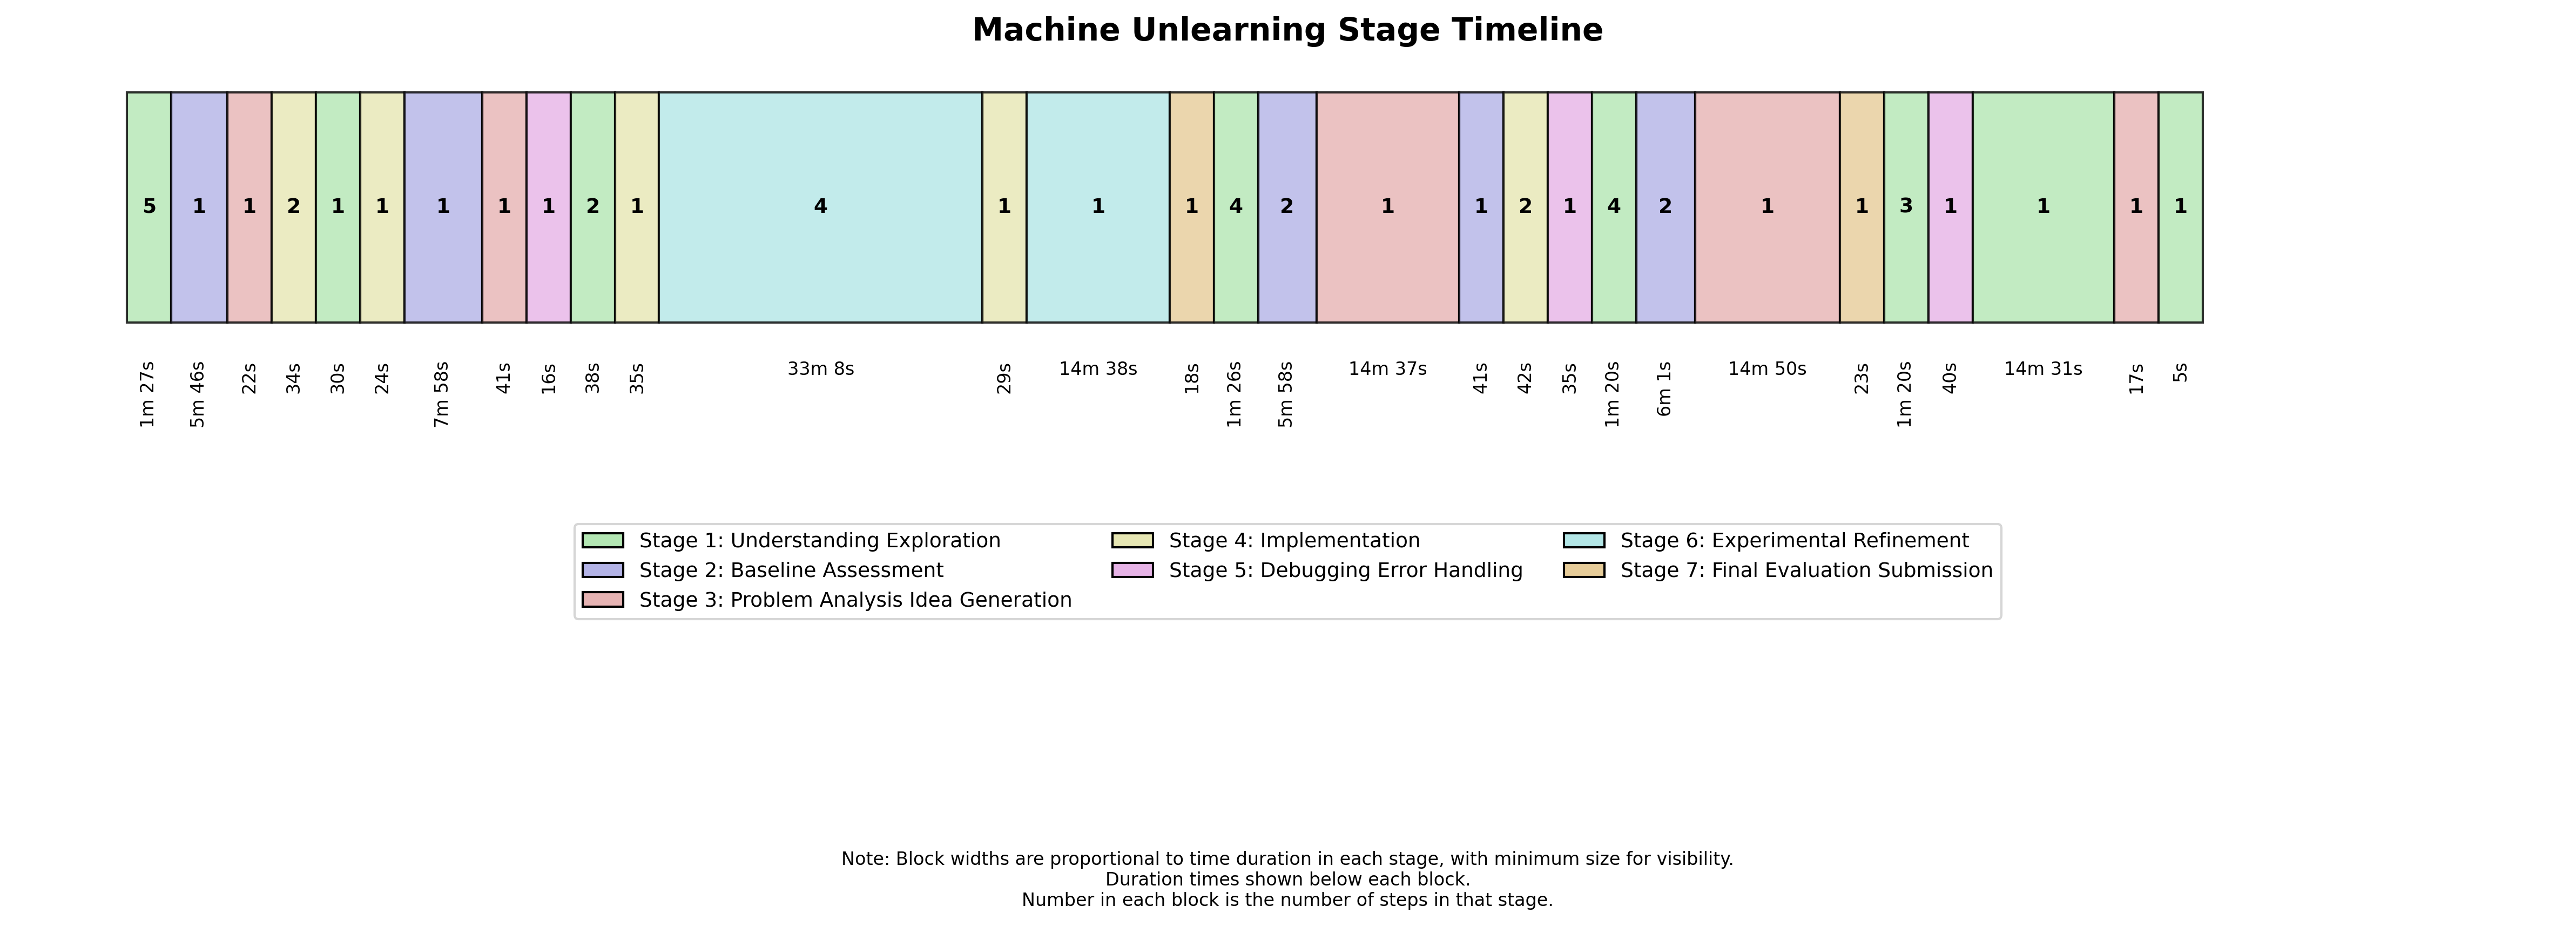 Machine Unlearning Stage Timeline
5 1 1 2 1 1 1 1 1 2 1 4 1 1 1 4 2 1 1 2 1 4 2 1 1 3 1 1 1 1
1m 27s 5m 46s 22s 34s 30s 24s 7m 58s 41s 16s 38s 35s 33m 8s 29s 14m 38s 18s 1m 26s 5m 58s 14m 37s 41s 42s 35s 1m 20s 6m 1s 14m 50s 23s 1m 20s 40s 14m 31s 17s 5s
Stage 1: Understanding Exploration
Stage 2: Baseline Assessment
Stage 3: Problem Analysis Idea Generation
Stage 4: Implementation
Stage 5: Debugging Error Handling
Stage 6: Experimental Refinement
Stage 7: Final Evaluation Submission
Note: Block widths are proportional to time duration in each stage, with minimum size for visibility.
Duration times shown below each block.
Number in each block is the number of steps in that stage.